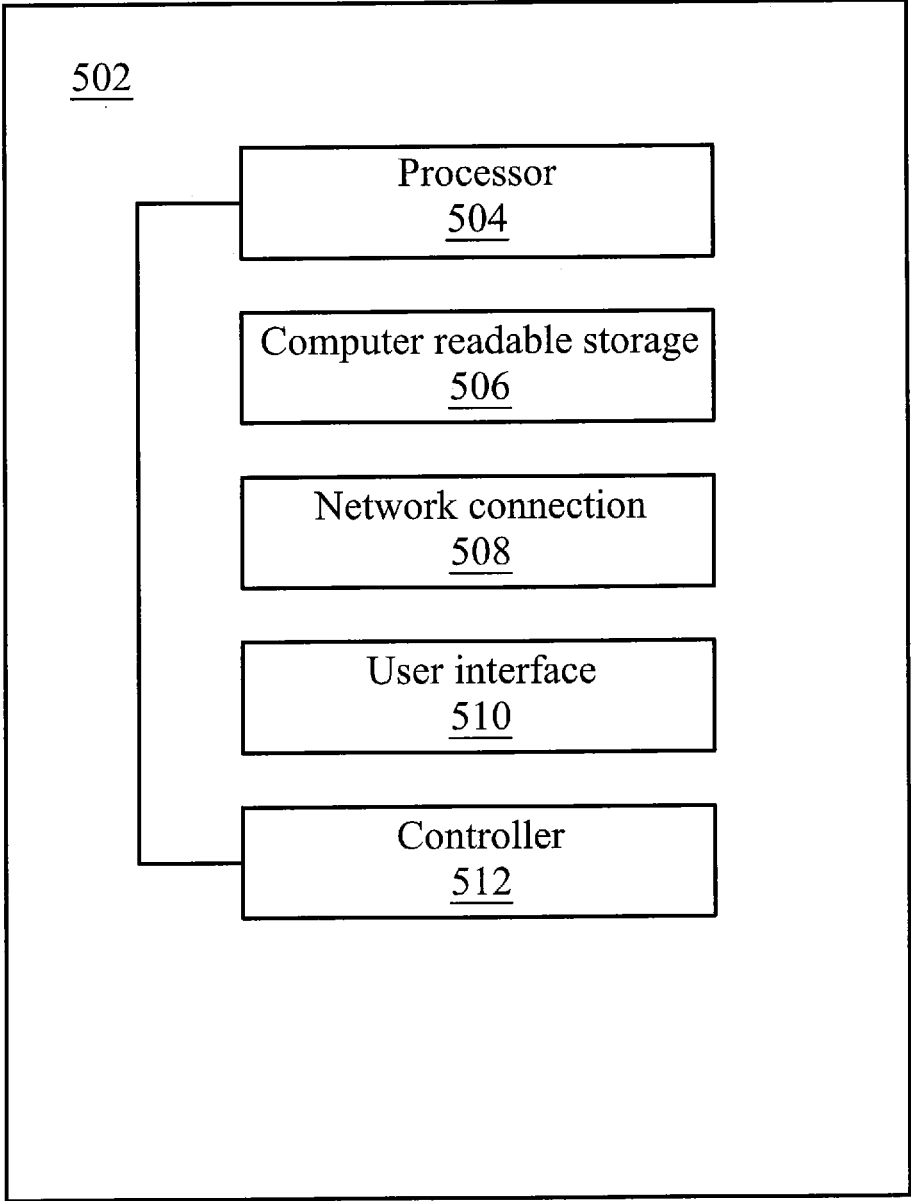 502
Processor
504
Computer readable storage
506
Network connection
508
User interface
510
Controller
512